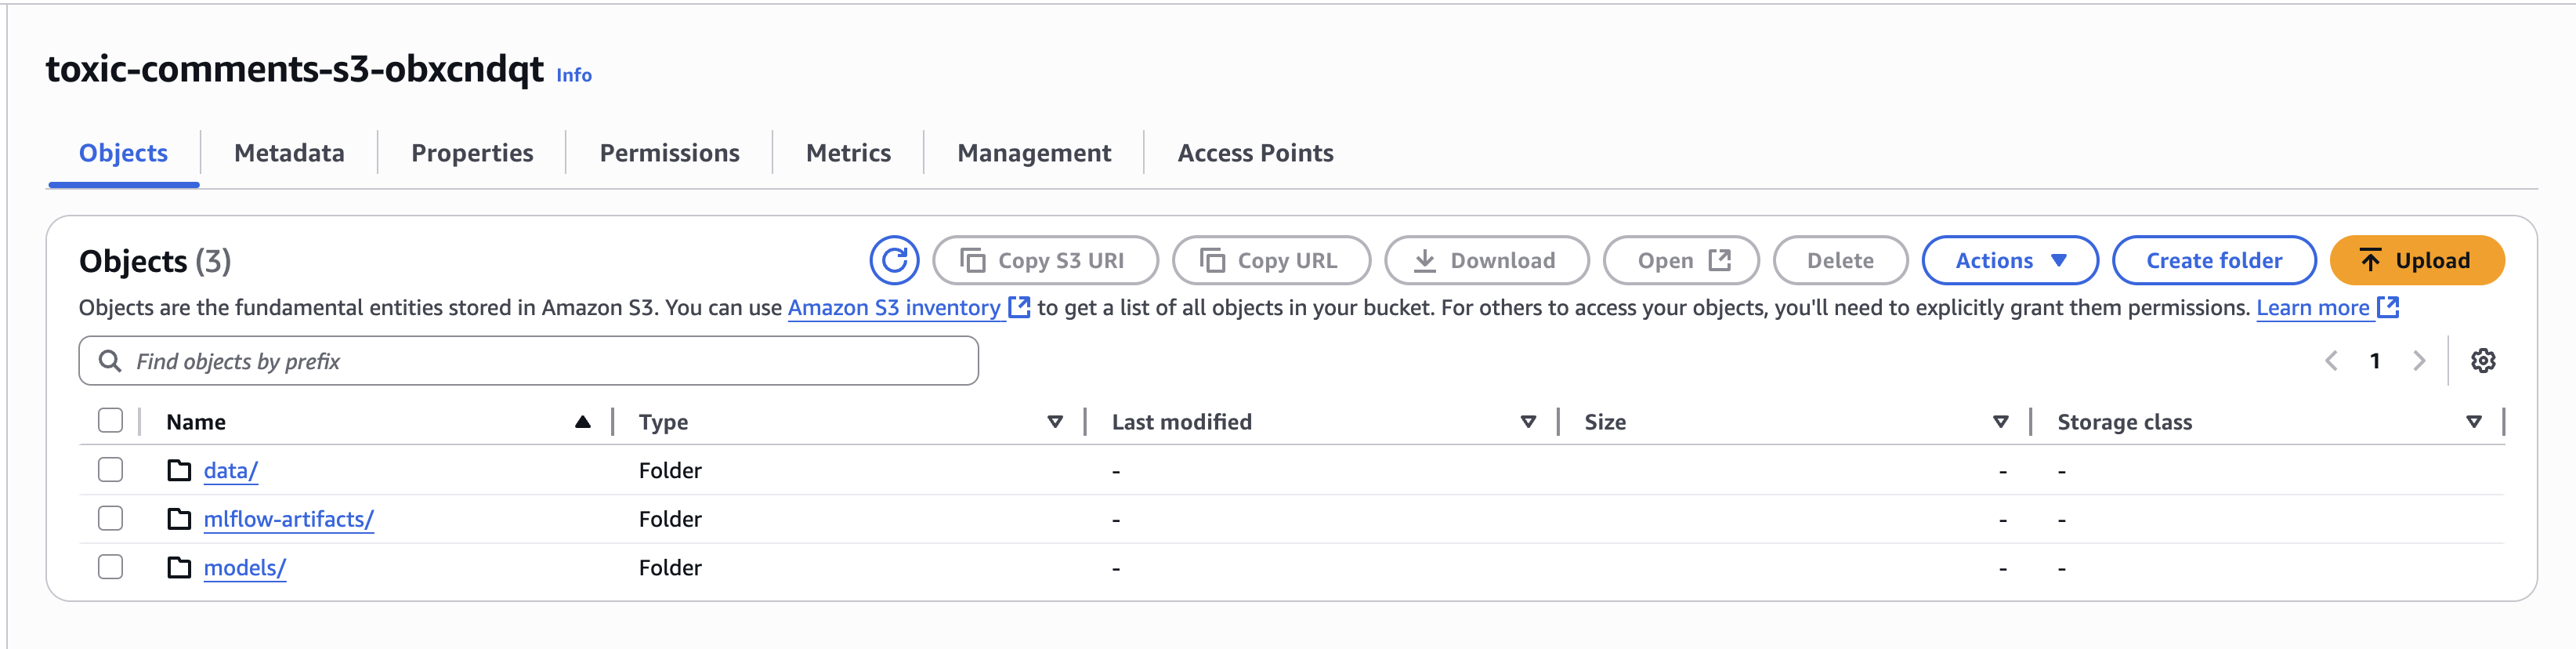 toxic-comments-s3-obxcndqt Info
Objects Metadata Properties Permissions Metrics Management Access Points
Objects (3) Copy S3 URI Copy URL Download Open Delete Actions Create folder Upload
Objects are the fundamental entities stored in Amazon S3. You can use Amazon S3 inventory to get a list of all objects in your bucket. For others to access your objects, you'll need to explicitly grant them permissions. Learn more
Find objects by prefix 1
Name Type Last modified Size Storage class
data/ Folder - - -
mlflow-artifacts/ Folder - - -
models/ Folder - - -